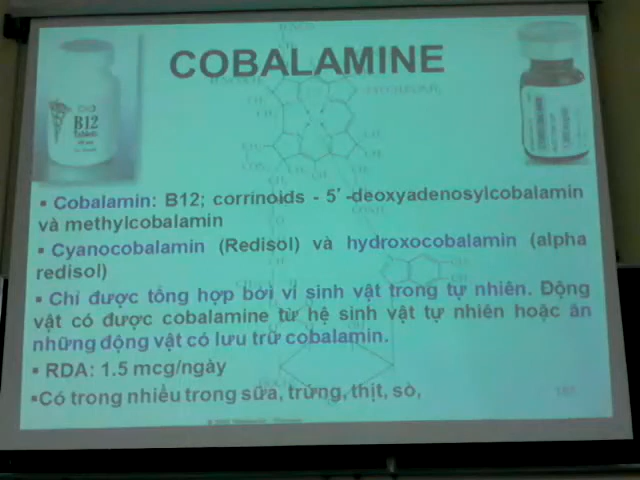 COBALAMINE
B12
▪ Cobalamin: B12; corrinoids - 5'-deoxyadenosylcobalamin
và methylcobalamin
▪ Cyanocobalamin (Redisol) và hydroxocobalamin (alpha
redisol)
▪ Chỉ được tổng hợp bởi vi sinh vật trong tự nhiên. Động
vật có được cobalamine từ hệ sinh vật tự nhiên hoặc ăn
những động vật có lưu trữ cobalamin.
▪ RDA: 1.5 mcg/ngày
▪Có trong nhiều trong sữa, trứng, thịt, sò,